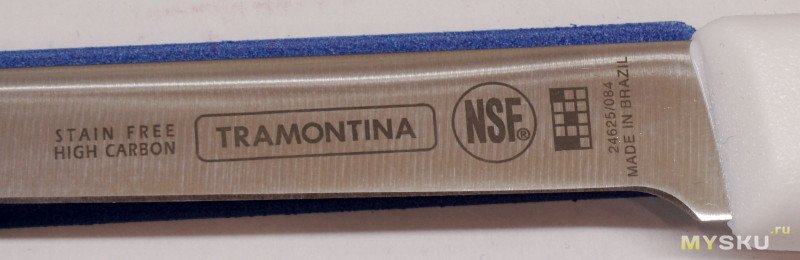 STAIN FREE
HIGH CARBON
TRAMONTINA
NSF®
24625/084
MADE IN BRAZIL
MYSKU.ru